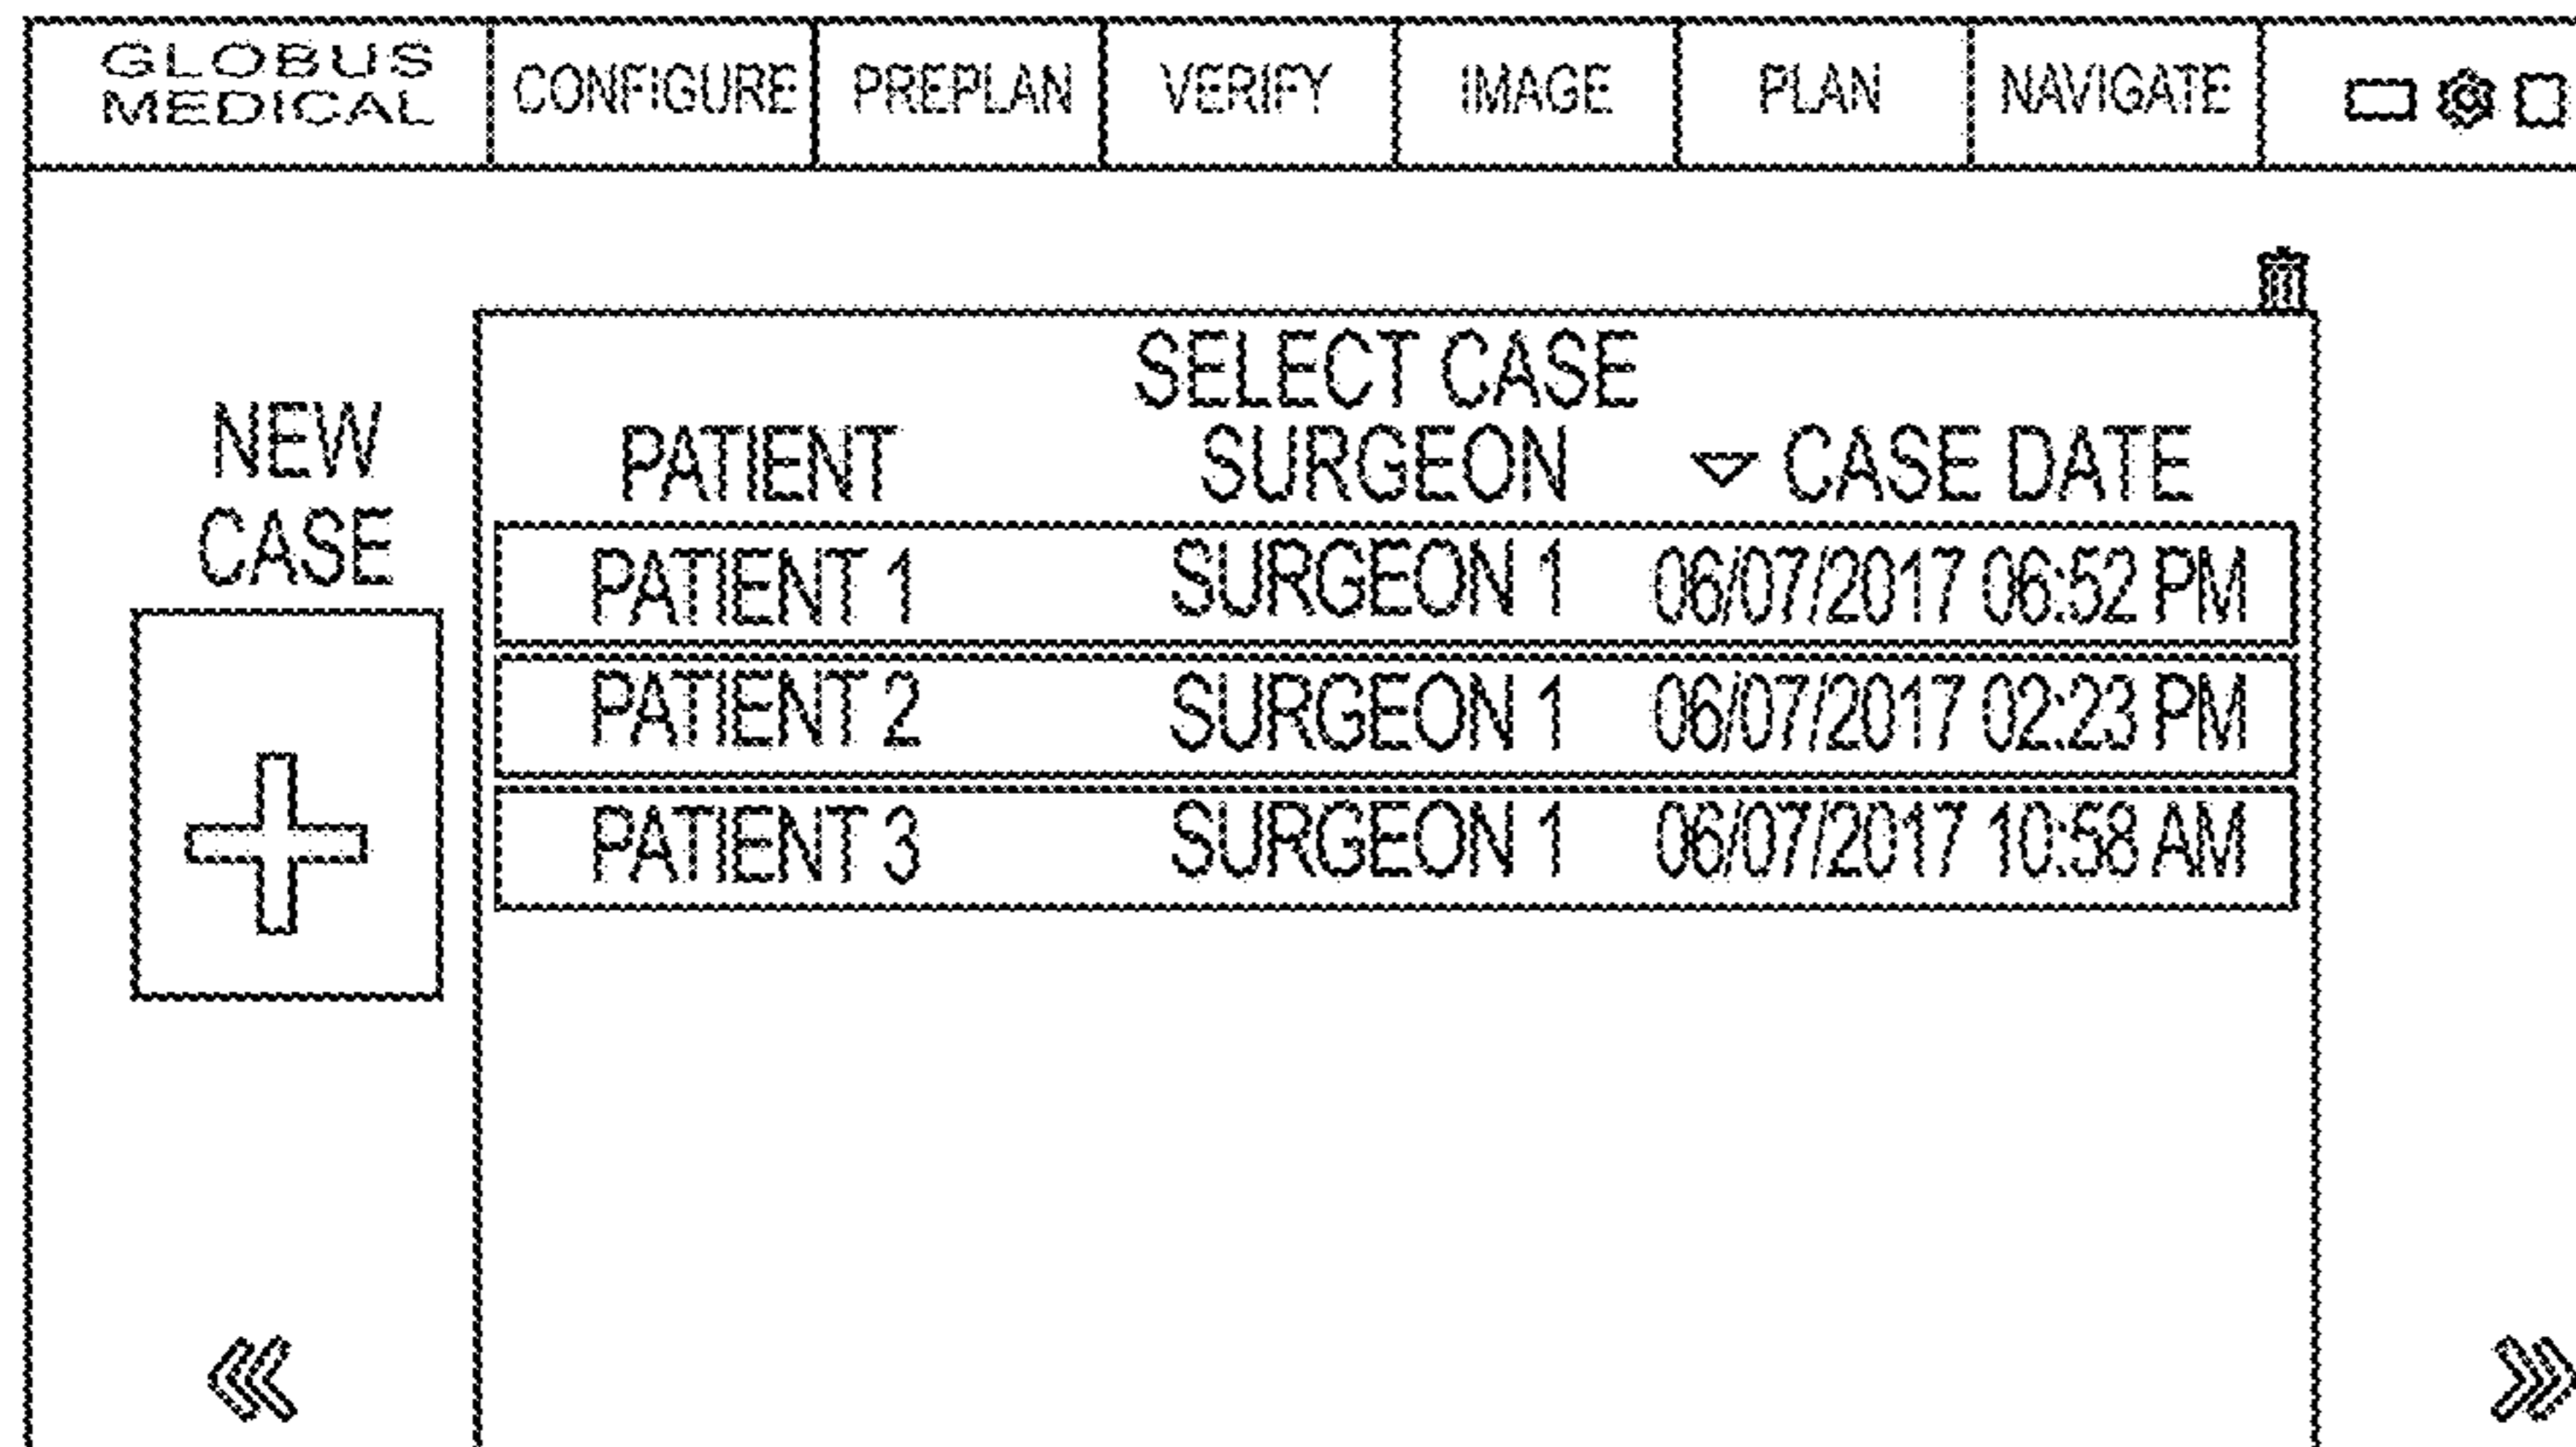 GLOBUS
MEDICAL
CONFIGURE PREPLAN VERIFY IMAGE PLAN NAVIGATE
NEW
CASE
SELECT CASE
PATIENT SURGEON CASE DATE
PATIENT 1 SURGEON 1 06/07/2017 06:52 PM
PATIENT 2 SURGEON 1 06/07/2017 02:23 PM
PATIENT 3 SURGEON 1 06/07/2017 10:58 AM